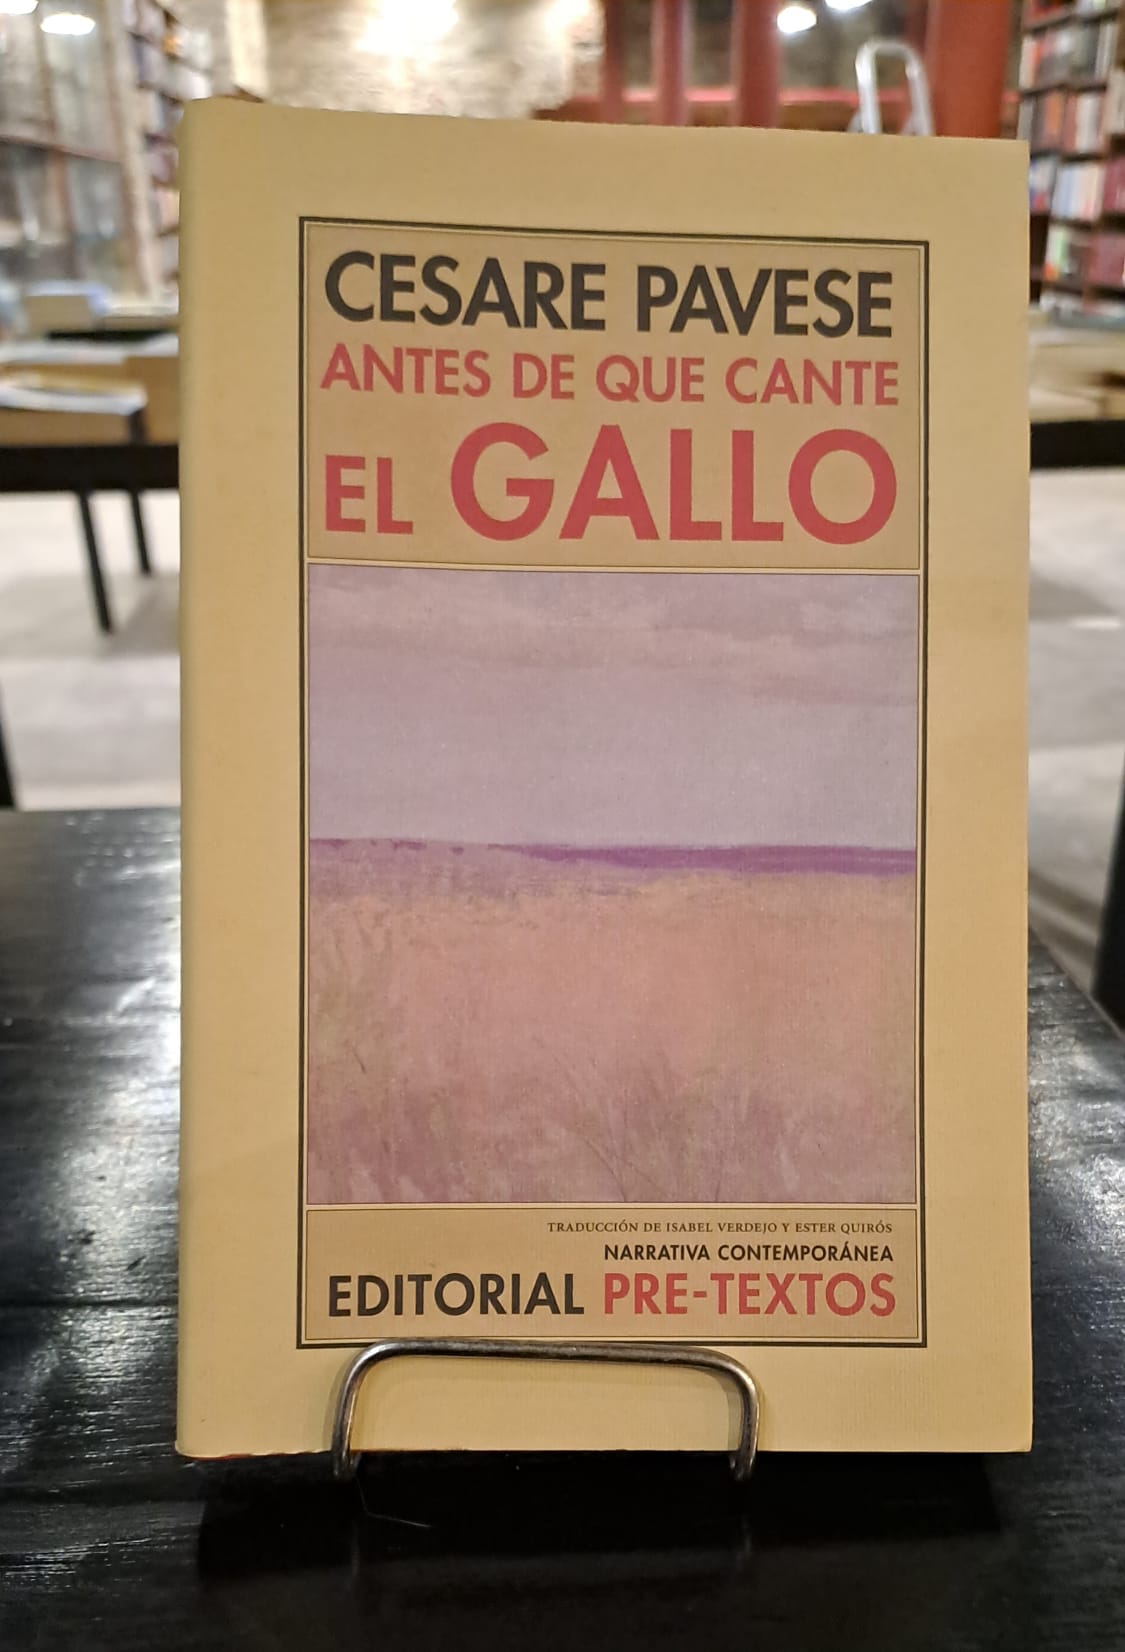 CESARE PAVESE
ANTES DE QUE CANTE
EL GALLO
TRADUCCIÓN DE ISABEL VERDEJO Y ESTER QUIRÓS
NARRATIVA CONTEMPORÁNEA
EDITORIAL PRE-TEXTOS